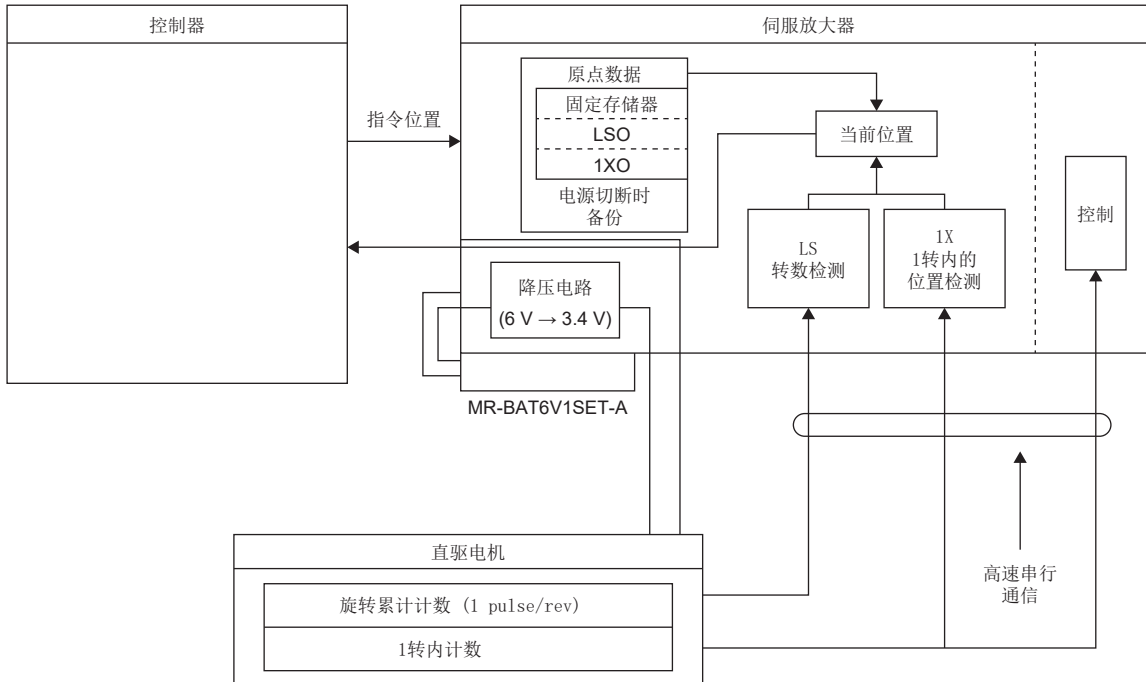 控制器
伺服放大器
原点数据
固定存储器
LSO
1XO
电源切断时
备份
指令位置
当前位置
LS
转数检测
1X
1转内的
位置检测
控制
降压电路
(6 V → 3.4 V)
MR-BAT6V1SET-A
直驱电机
旋转累计计数 (1 pulse/rev)
1转内计数
高速串行
通信